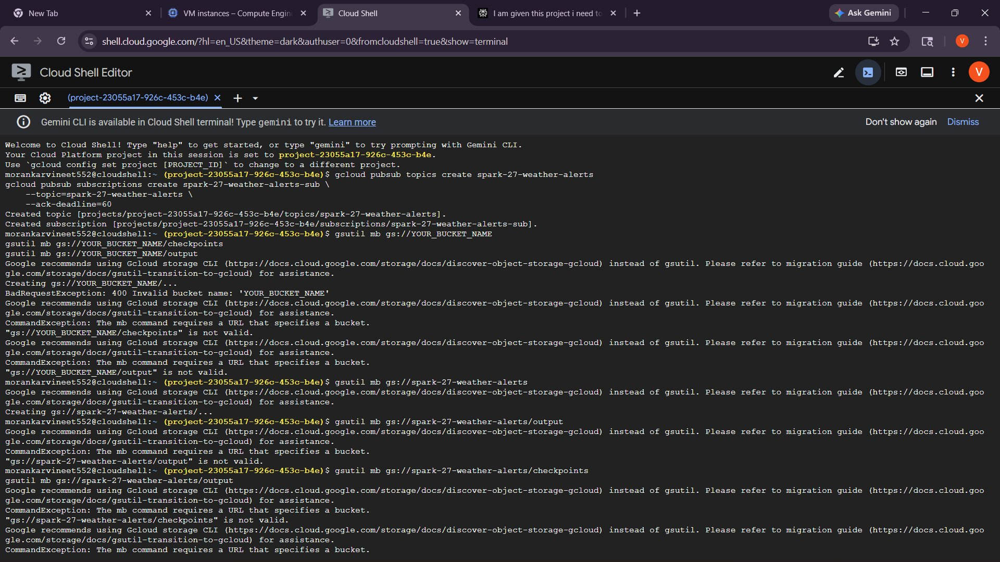 New Tab
VM instances – Compute Engin
Cloud Shell
I am given this project i need to
Ask Gemini
shell.cloud.google.com/?hl=en_US&theme=dark&authuser=0&fromcloudshell=true&show=terminal
V
Cloud Shell Editor
V
(project-23055a17-926c-453c-b4e)
Gemini CLI is available in Cloud Shell terminal! Type gemini to try it. Learn more
Don't show again
Dismiss
Welcome to Cloud Shell! Type "help" to get started, or type "gemini" to try prompting with Gemini CLI.
Your Cloud Platform project in this session is set to project-23055a17-926c-453c-b4e.
Use `gcloud config set project [PROJECT_ID]` to change to a different project.
morankarvineet552@cloudshell:~ (project-23055a17-926c-453c-b4e)$ gcloud pubsub topics create spark-27-weather-alerts
gcloud pubsub subscriptions create spark-27-weather-alerts-sub \
    --topic=spark-27-weather-alerts \
    --ack-deadline=60
Created topic [projects/project-23055a17-926c-453c-b4e/topics/spark-27-weather-alerts].
Created subscription [projects/project-23055a17-926c-453c-b4e/subscriptions/spark-27-weather-alerts-sub].
morankarvineet552@cloudshell:~ (project-23055a17-926c-453c-b4e)$ gsutil mb gs://YOUR_BUCKET_NAME
gsutil mb gs://YOUR_BUCKET_NAME/checkpoints
gsutil mb gs://YOUR_BUCKET_NAME/output
Google recommends using Gcloud storage CLI (https://docs.cloud.google.com/storage/docs/discover-object-storage-gcloud) instead of gsutil. Please refer to migration guide (https://docs.cloud.goo
gle.com/storage/docs/gsutil-transition-to-gcloud) for assistance.
Creating gs://YOUR_BUCKET_NAME/...
BadRequestException: 400 Invalid bucket name: 'YOUR_BUCKET_NAME'
Google recommends using Gcloud storage CLI (https://docs.cloud.google.com/storage/docs/discover-object-storage-gcloud) instead of gsutil. Please refer to migration guide (https://docs.cloud.goo
gle.com/storage/docs/gsutil-transition-to-gcloud) for assistance.
CommandException: The mb command requires a URL that specifies a bucket.
"gs://YOUR_BUCKET_NAME/checkpoints" is not valid.
Google recommends using Gcloud storage CLI (https://docs.cloud.google.com/storage/docs/discover-object-storage-gcloud) instead of gsutil. Please refer to migration guide (https://docs.cloud.goo
gle.com/storage/docs/gsutil-transition-to-gcloud) for assistance.
CommandException: The mb command requires a URL that specifies a bucket.
"gs://YOUR_BUCKET_NAME/output" is not valid.
morankarvineet552@cloudshell:~ (project-23055a17-926c-453c-b4e)$ gsutil mb gs://spark-27-weather-alerts
Google recommends using Gcloud storage CLI (https://docs.cloud.google.com/storage/docs/discover-object-storage-gcloud) instead of gsutil. Please refer to migration guide (https://docs.cloud.goo
gle.com/storage/docs/gsutil-transition-to-gcloud) for assistance.
Creating gs://spark-27-weather-alerts/...
morankarvineet552@cloudshell:~ (project-23055a17-926c-453c-b4e)$ gsutil mb gs://spark-27-weather-alerts/output
Google recommends using Gcloud storage CLI (https://docs.cloud.google.com/storage/docs/discover-object-storage-gcloud) instead of gsutil. Please refer to migration guide (https://docs.cloud.goo
gle.com/storage/docs/gsutil-transition-to-gcloud) for assistance.
CommandException: The mb command requires a URL that specifies a bucket.
"gs://spark-27-weather-alerts/output" is not valid.
morankarvineet552@cloudshell:~ (project-23055a17-926c-453c-b4e)$ gsutil mb gs://spark-27-weather-alerts/checkpoints
gsutil mb gs://spark-27-weather-alerts/output
Google recommends using Gcloud storage CLI (https://docs.cloud.google.com/storage/docs/discover-object-storage-gcloud) instead of gsutil. Please refer to migration guide (https://docs.cloud.goo
gle.com/storage/docs/gsutil-transition-to-gcloud) for assistance.
CommandException: The mb command requires a URL that specifies a bucket.
"gs://spark-27-weather-alerts/checkpoints" is not valid.
Google recommends using Gcloud storage CLI (https://docs.cloud.google.com/storage/docs/discover-object-storage-gcloud) instead of gsutil. Please refer to migration guide (https://docs.cloud.goo
gle.com/storage/docs/gsutil-transition-to-gcloud) for assistance.
CommandException: The mb command requires a URL that specifies a bucket.